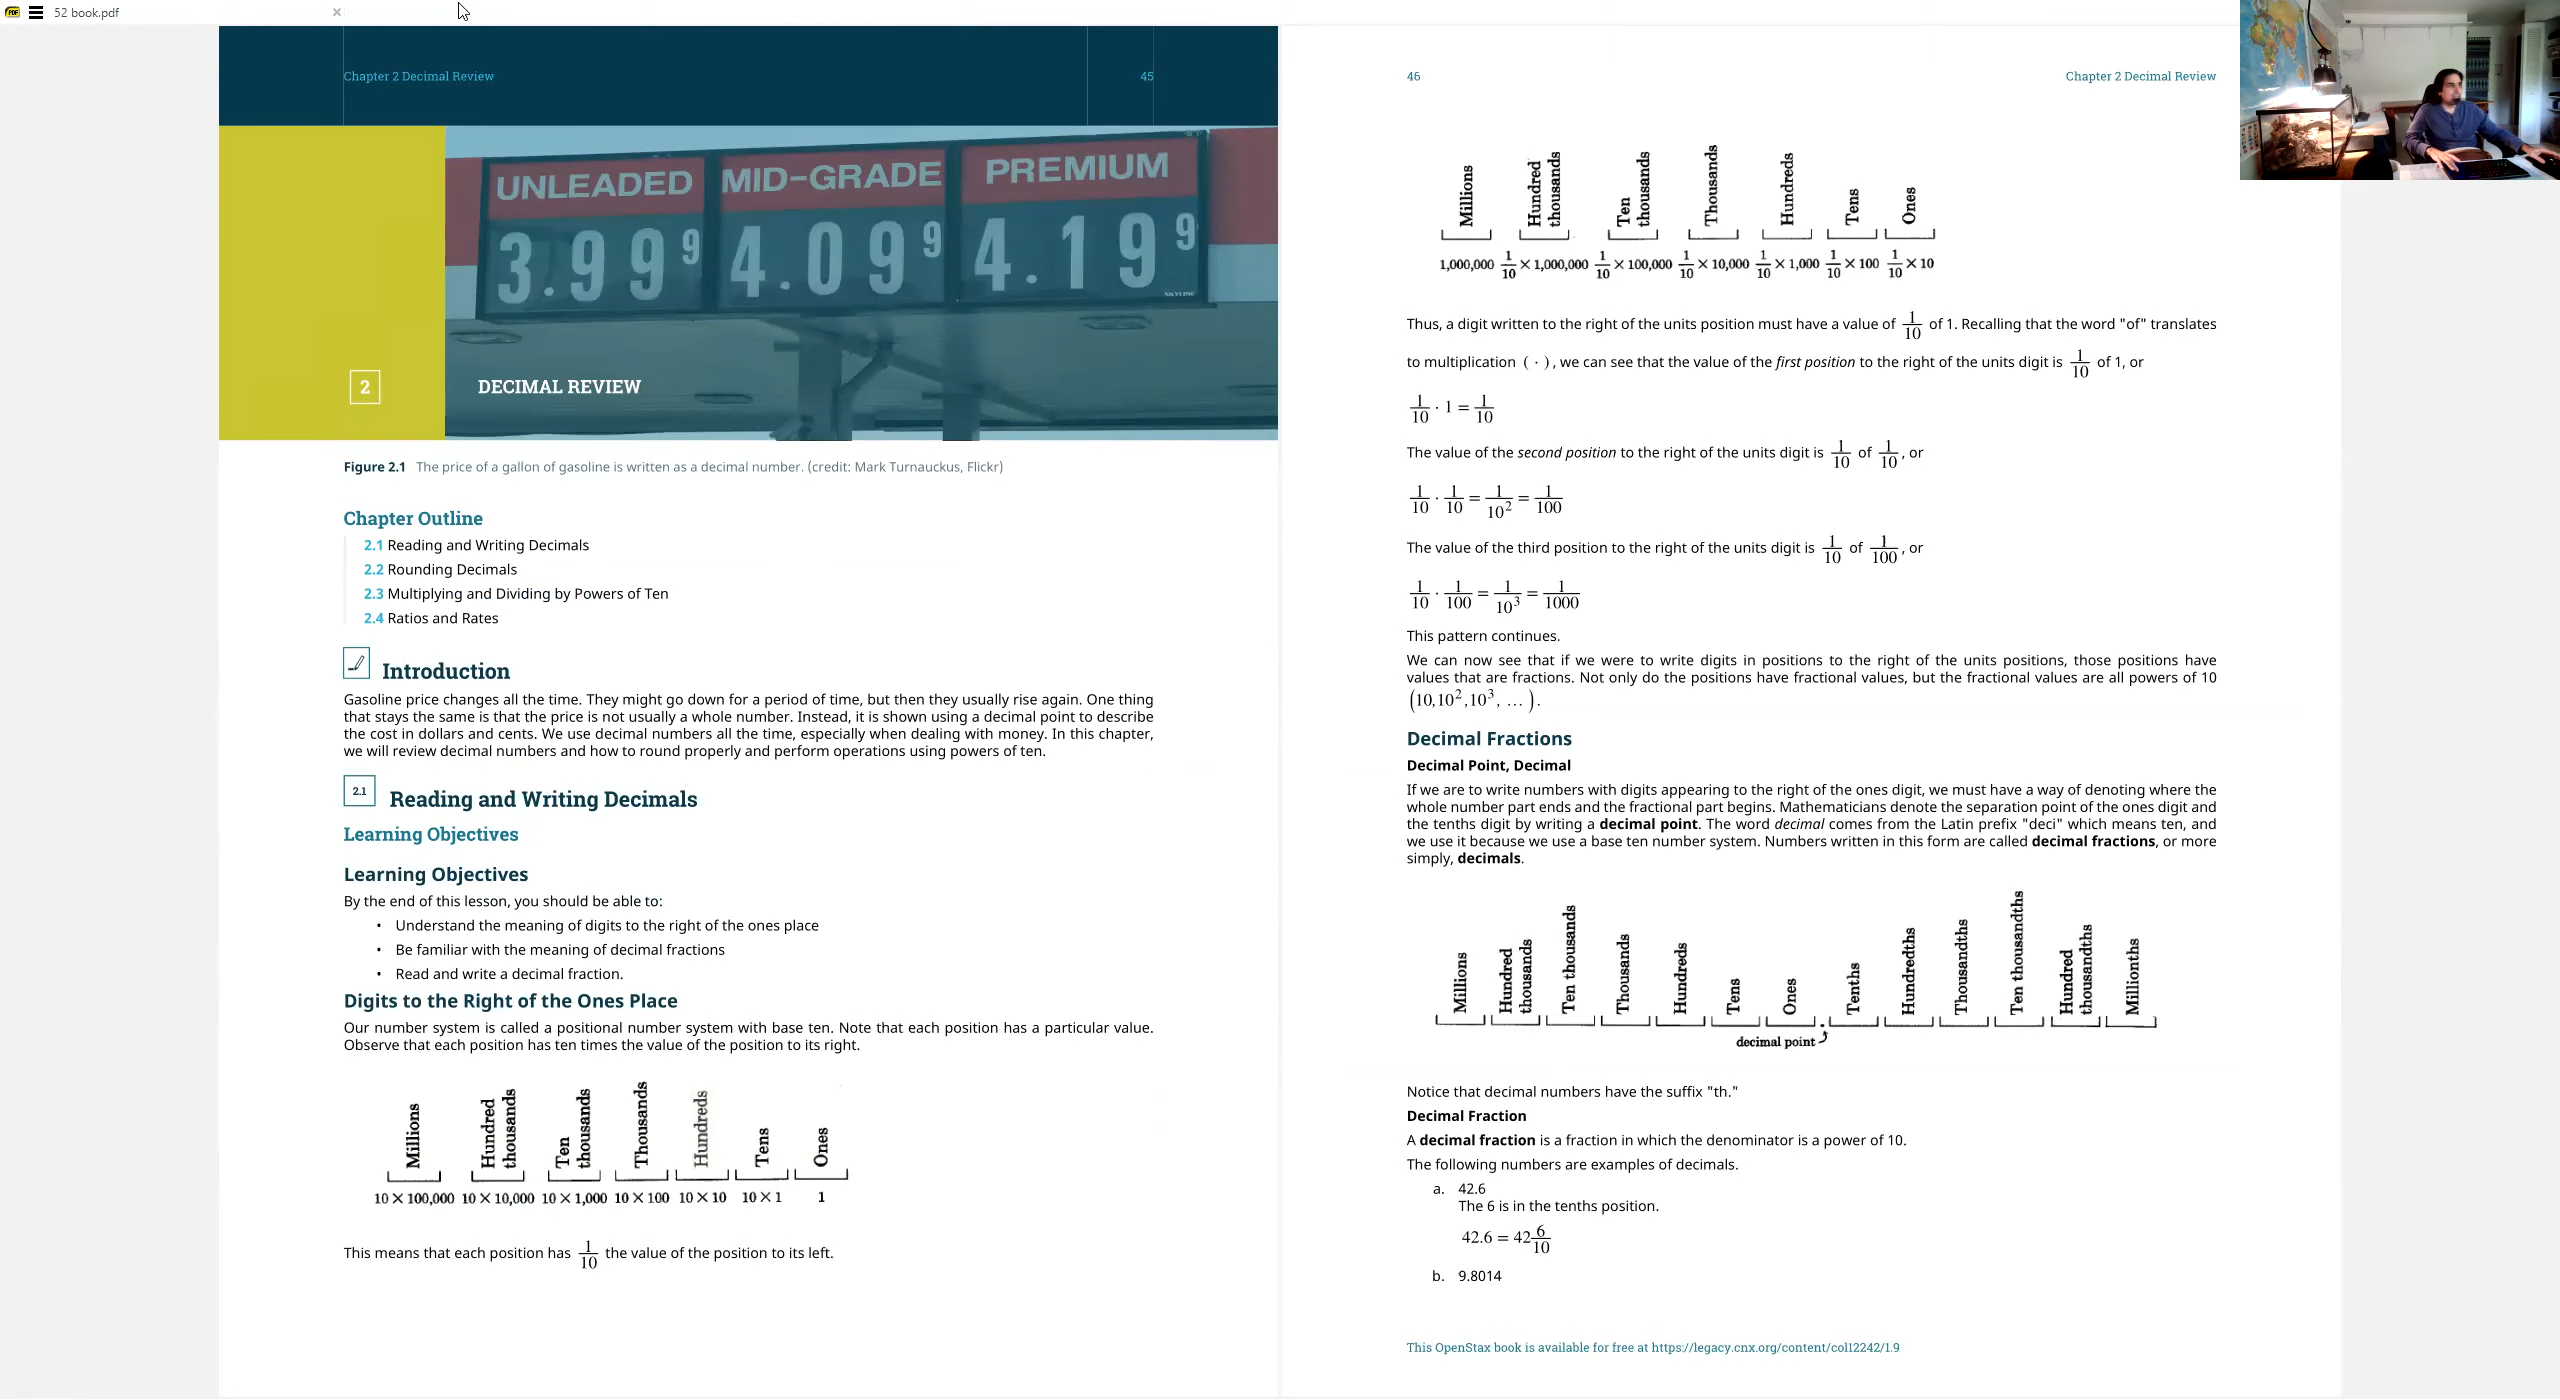 52 book.pdf
Chapter 2 Decimal Review 45
UNLEADED MID-GRADE PREMIUM
3.99 9 4.09 9 4.19 9
SKYLINE
2 DECIMAL REVIEW
Figure 2.1 The price of a gallon of gasoline is written as a decimal number. (credit: Mark Turnauckus, Flickr)
Chapter Outline
2.1 Reading and Writing Decimals
2.2 Rounding Decimals
2.3 Multiplying and Dividing by Powers of Ten
2.4 Ratios and Rates
Introduction
Gasoline price changes all the time. They might go down for a period of time, but then they usually rise again. One thing
that stays the same is that the price is not usually a whole number. Instead, it is shown using a decimal point to describe
the cost in dollars and cents. We use decimal numbers all the time, especially when dealing with money. In this chapter,
we will review decimal numbers and how to round properly and perform operations using powers of ten.
2.1 Reading and Writing Decimals
Learning Objectives
Learning Objectives
By the end of this lesson, you should be able to:
• Understand the meaning of digits to the right of the ones place
• Be familiar with the meaning of decimal fractions
• Read and write a decimal fraction.
Digits to the Right of the Ones Place
Our number system is called a positional number system with base ten. Note that each position has a particular value.
Observe that each position has ten times the value of the position to its right.
Millions Hundred thousands Ten thousands Thousands Hundreds Tens Ones
10 × 100,000 10 × 10,000 10 × 1,000 10 × 100 10 × 10 10 × 1 1
This means that each position has 1/10 the value of the position to its left.
46 Chapter 2 Decimal Review
Millions Hundred thousands Ten thousands Thousands Hundreds Tens Ones
1,000,000 1/10 × 1,000,000 1/10 × 100,000 1/10 × 10,000 1/10 × 1,000 1/10 × 100 1/10 × 10
Thus, a digit written to the right of the units position must have a value of 1/10 of 1. Recalling that the word "of" translates
to multiplication ( · ), we can see that the value of the first position to the right of the units digit is 1/10 of 1, or
1/10 · 1 = 1/10
The value of the second position to the right of the units digit is 1/10 of 1/10, or
1/10 · 1/10 = 1/10² = 1/100
The value of the third position to the right of the units digit is 1/10 of 1/100, or
1/10 · 1/100 = 1/10³ = 1/1000
This pattern continues.
We can now see that if we were to write digits in positions to the right of the units positions, those positions have
values that are fractions. Not only do the positions have fractional values, but the fractional values are all powers of 10
(10,10²,10³, … ).
Decimal Fractions
Decimal Point, Decimal
If we are to write numbers with digits appearing to the right of the ones digit, we must have a way of denoting where the
whole number part ends and the fractional part begins. Mathematicians denote the separation point of the ones digit and
the tenths digit by writing a decimal point. The word decimal comes from the Latin prefix "deci" which means ten, and
we use it because we use a base ten number system. Numbers written in this form are called decimal fractions, or more
simply, decimals.
Millions Hundred thousands Ten thousands Thousands Hundreds Tens Ones . Tenths Hundredths Thousandths Ten thousandths Hundred thousandths Millionths
decimal point
Notice that decimal numbers have the suffix "th."
Decimal Fraction
A decimal fraction is a fraction in which the denominator is a power of 10.
The following numbers are examples of decimals.
a. 42.6
The 6 is in the tenths position.
42.6 = 42 6/10
b. 9.8014
This OpenStax book is available for free at https://legacy.cnx.org/content/col12242/1.9